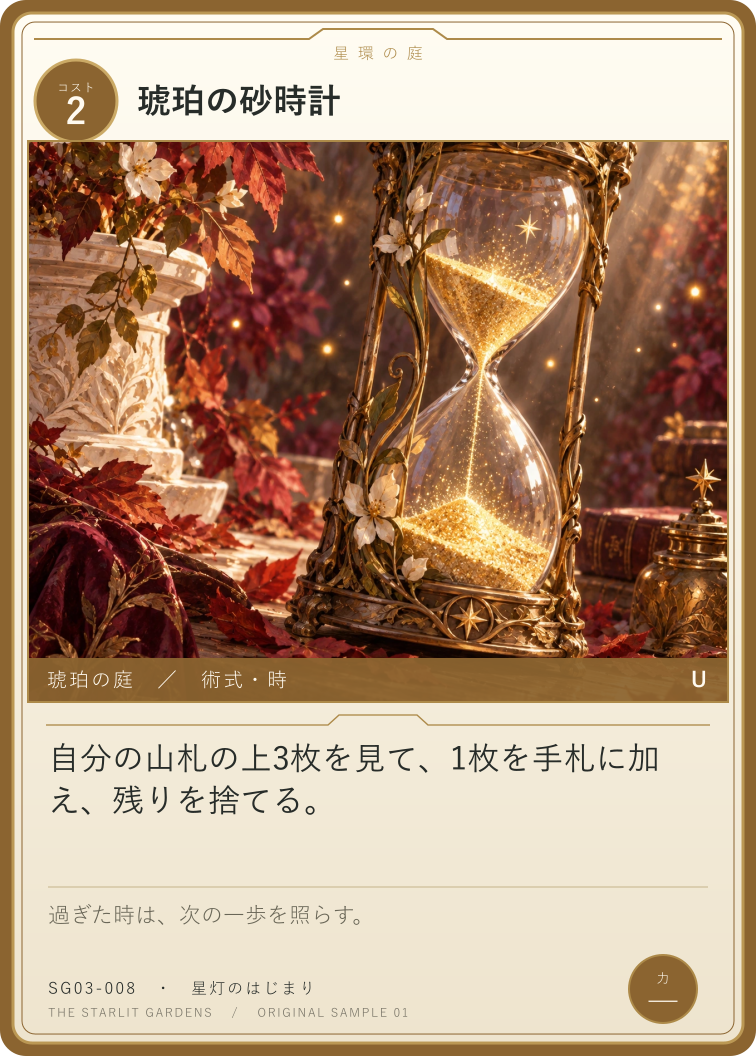 星環の庭
コスト
2
琥珀の砂時計
琥珀の庭 ／ 術式・時
U
自分の山札の上3枚を見て、1枚を手札に加
え、残りを捨てる。
過ぎた時は、次の一歩を照らす。
SG03-008 ・ 星灯のはじまり
THE STARLIT GARDENS / ORIGINAL SAMPLE 01
力
—